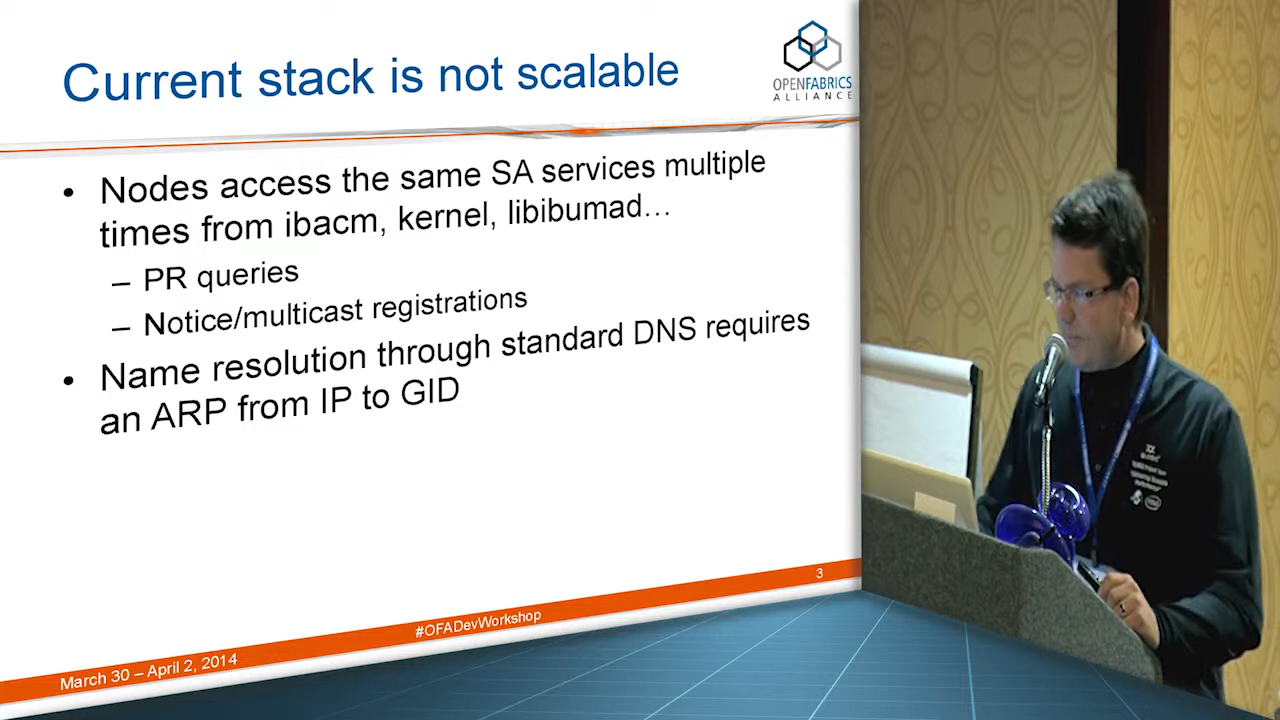 Current stack is not scalable
OPENFABRICS
ALLIANCE
• Nodes access the same SA services multiple
times from ibacm, kernel, libibumad…
– PR queries
– Notice/multicast registrations
• Name resolution through standard DNS requires
an ARP from IP to GID
3
#OFADevWorkshop
March 30 – April 2, 2014